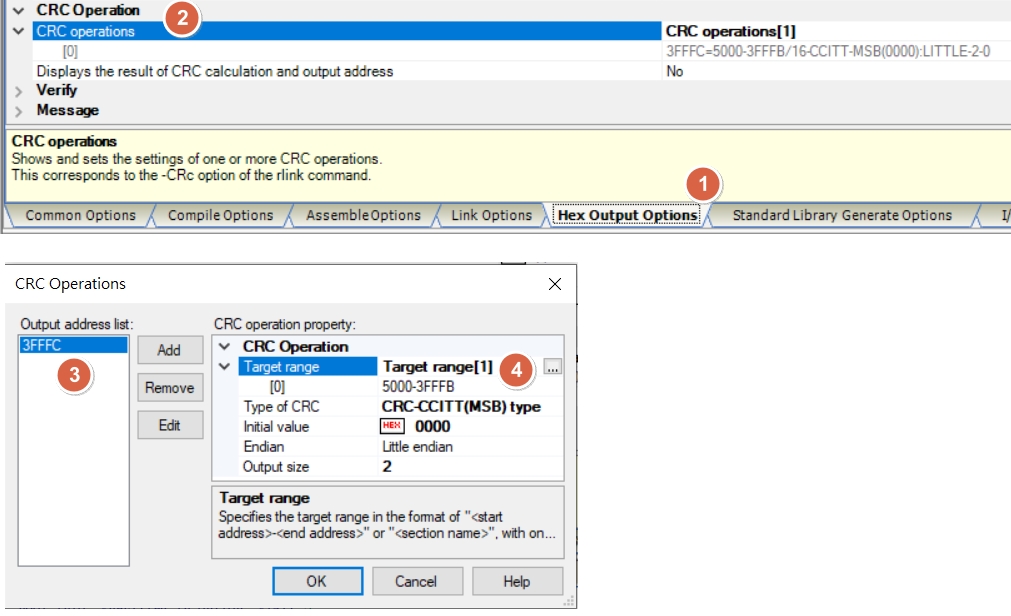 CRC Operation
2
CRC operations
CRC operations[1]
[0]
3FFFC=5000-3FFFB/16-CCITT-MSB(0000):LITTLE-2-0
Displays the result of CRC calculation and output address
No
Verify
Message
CRC operations
Shows and sets the settings of one or more CRC operations.
This corresponds to the -CRc option of the rlink command.
1
Common Options
Compile Options
Assemble Options
Link Options
Hex Output Options
Standard Library Generate Options
I/
CRC Operations
Output address list:
3FFFC
3
Add
Remove
Edit
CRC operation property:
CRC Operation
Target range
Target range[1]
4
...
[0]
5000-3FFFB
Type of CRC
CRC-CCITT(MSB) type
Initial value
HEX
0000
Endian
Little endian
Output size
2
Target range
Specifies the target range in the format of "<start
address>-<end address>" or "<section name>", with on...
OK
Cancel
Help